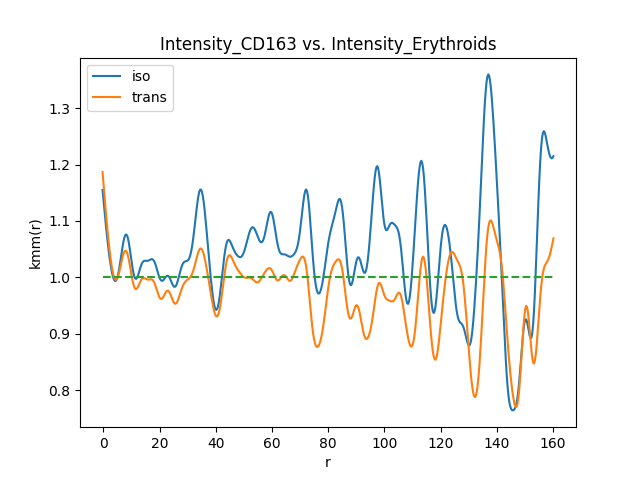 Intensity_CD163 vs. Intensity_Erythroids
iso
trans
kmm(r)
1.3
1.2
1.1
1.0
0.9
0.8
0 20 40 60 80 100 120 140 160
r